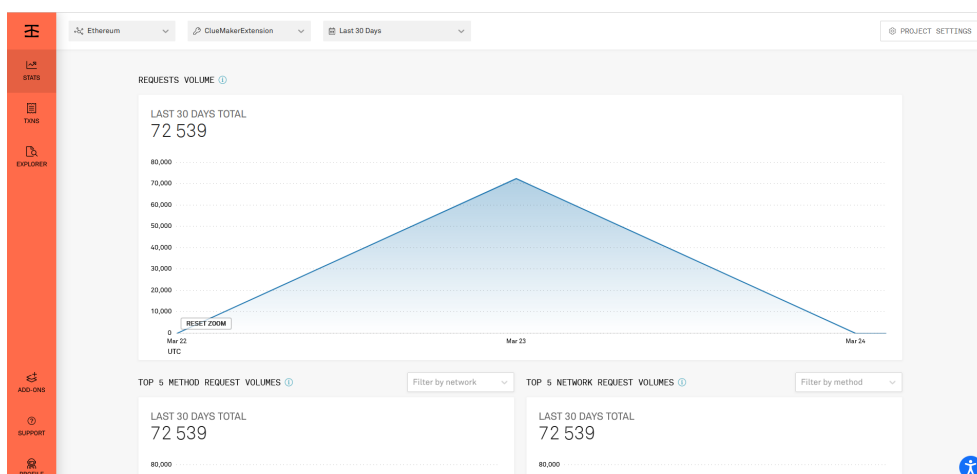 Ethereum
ClueMakerExtension
Last 30 Days
PROJECT SETTINGS
STATS
TXNS
EXPLORER
ADD-ONS
SUPPORT
PROFILE
REQUESTS VOLUME
LAST 30 DAYS TOTAL
72 539
80,000
70,000
60,000
50,000
40,000
30,000
20,000
10,000
0
RESET ZOOM
Mar 22
Mar 23
Mar 24
UTC
TOP 5 METHOD REQUEST VOLUMES
Filter by network
LAST 30 DAYS TOTAL
72 539
80,000
TOP 5 NETWORK REQUEST VOLUMES
Filter by method
LAST 30 DAYS TOTAL
72 539
80,000